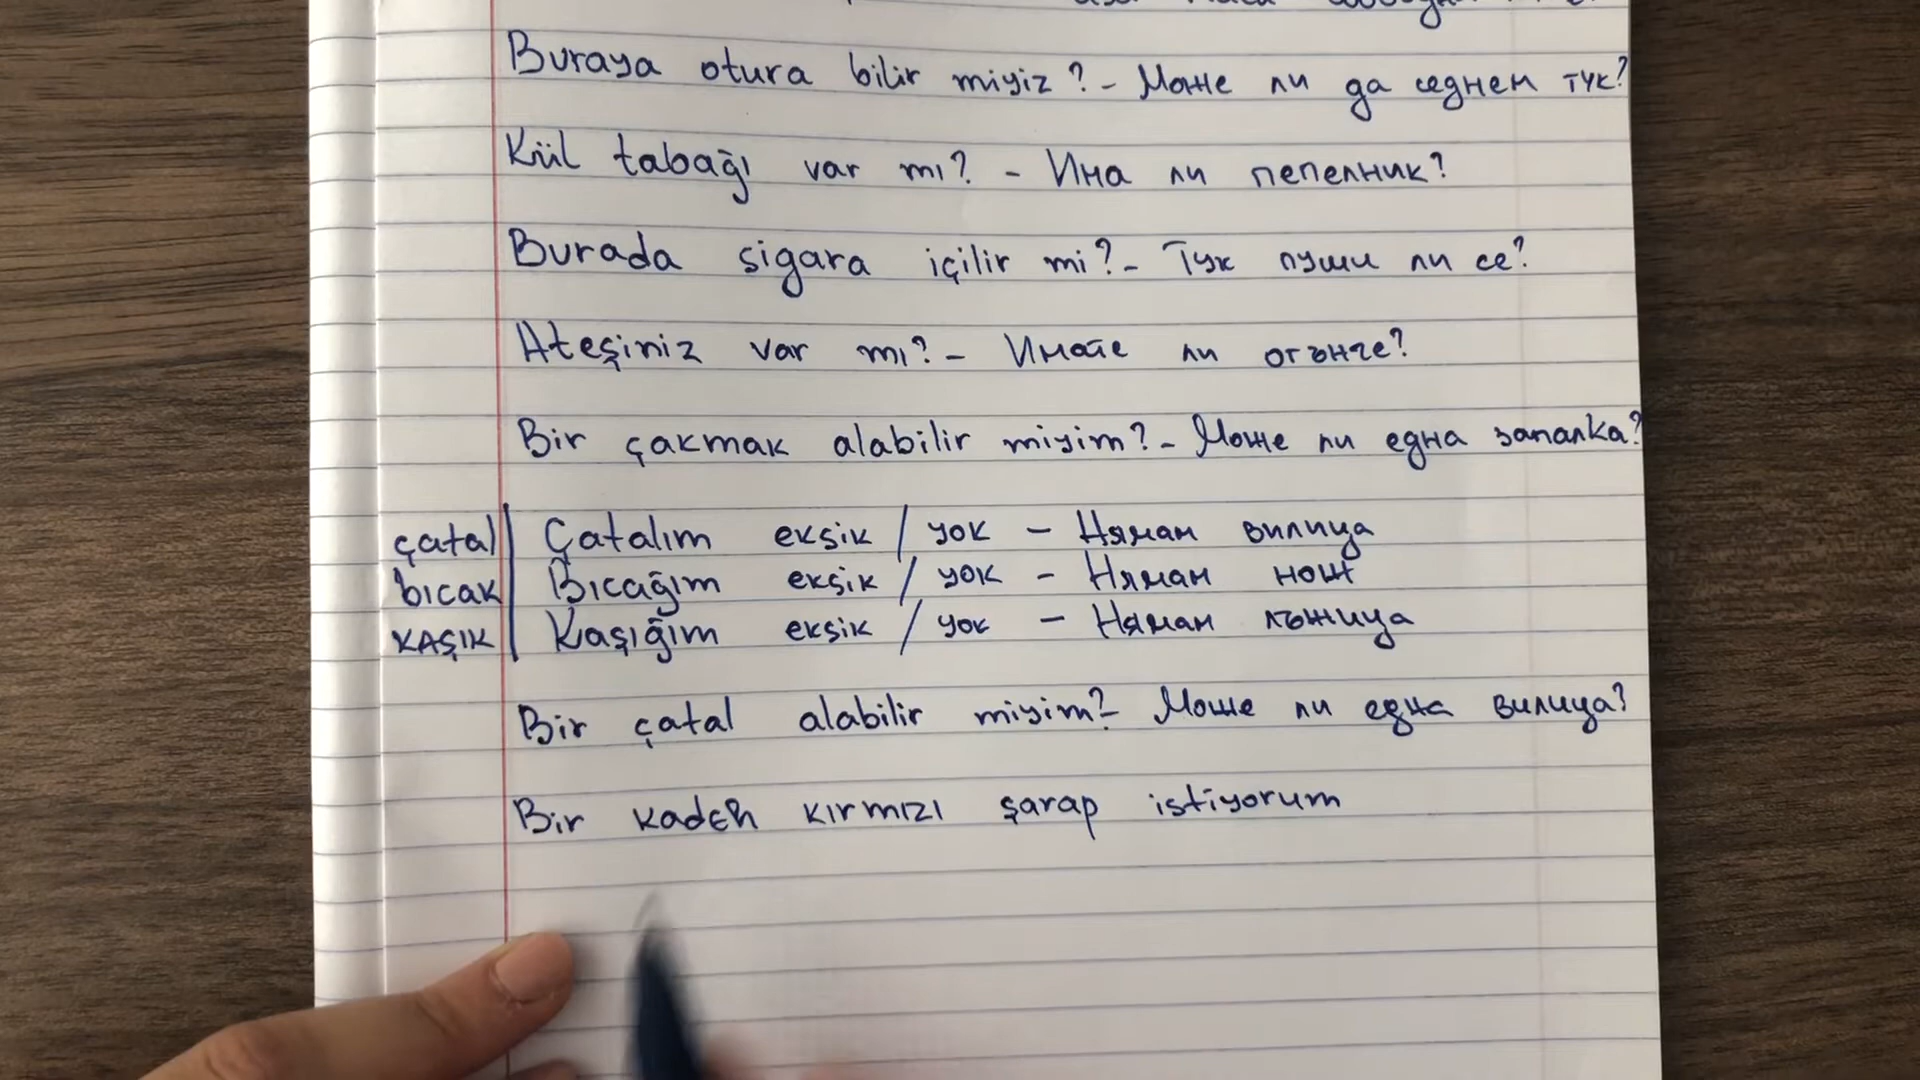 Buraya otura bilir miyiz? - Може ли да седнем тук?
Kül tabağı var mı? - Има ли пепелник?
Burada sigara içilir mi? - Тук пуши ли се?
Ateşiniz var mı? - Имате ли огънче?
Bir çakmak alabilir miyim? - Може ли една запалка?
çatal | Çatalım eksik / yok - Нямам вилица
bıcak | Bıcağım eksik / yok - Нямам нож
kaşık | Kaşığım eksik / yok - Нямам лъжица
Bir çatal alabilir miyim? - Може ли една вилица?
Bir kadeh kırmızı şarap istiyorum